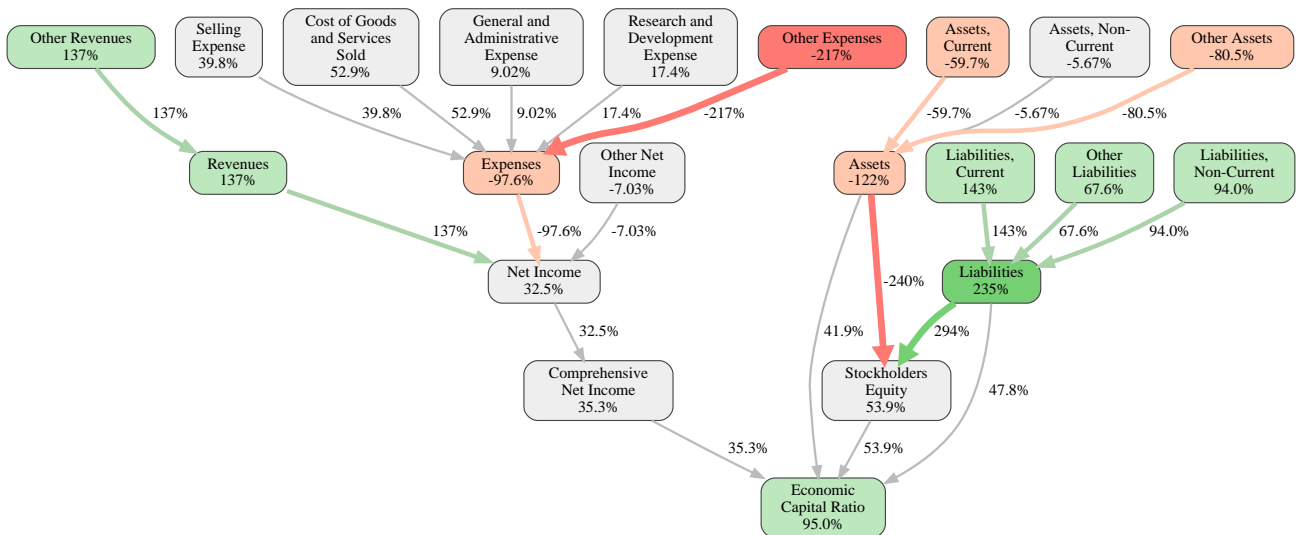 Other Revenues
137%
Selling
Expense
39.8%
Cost of Goods
and Services
Sold
52.9%
General and
Administrative
Expense
9.02%
Research and
Development
Expense
17.4%
Other Expenses
-217%
Assets,
Current
-59.7%
Assets, Non-
Current
-5.67%
Other Assets
-80.5%
137%
39.8%
52.9%
9.02%
17.4%
-217%
-59.7%
-5.67%
-80.5%
Revenues
137%
Expenses
-97.6%
Other Net
Income
-7.03%
Assets
-122%
Liabilities,
Current
143%
Other
Liabilities
67.6%
Liabilities,
Non-Current
94.0%
137%
-97.6%
-7.03%
143%
67.6%
94.0%
Net Income
32.5%
-240%
Liabilities
235%
32.5%
41.9%
294%
Comprehensive
Net Income
35.3%
Stockholders
Equity
53.9%
47.8%
35.3%
53.9%
Economic
Capital Ratio
95.0%